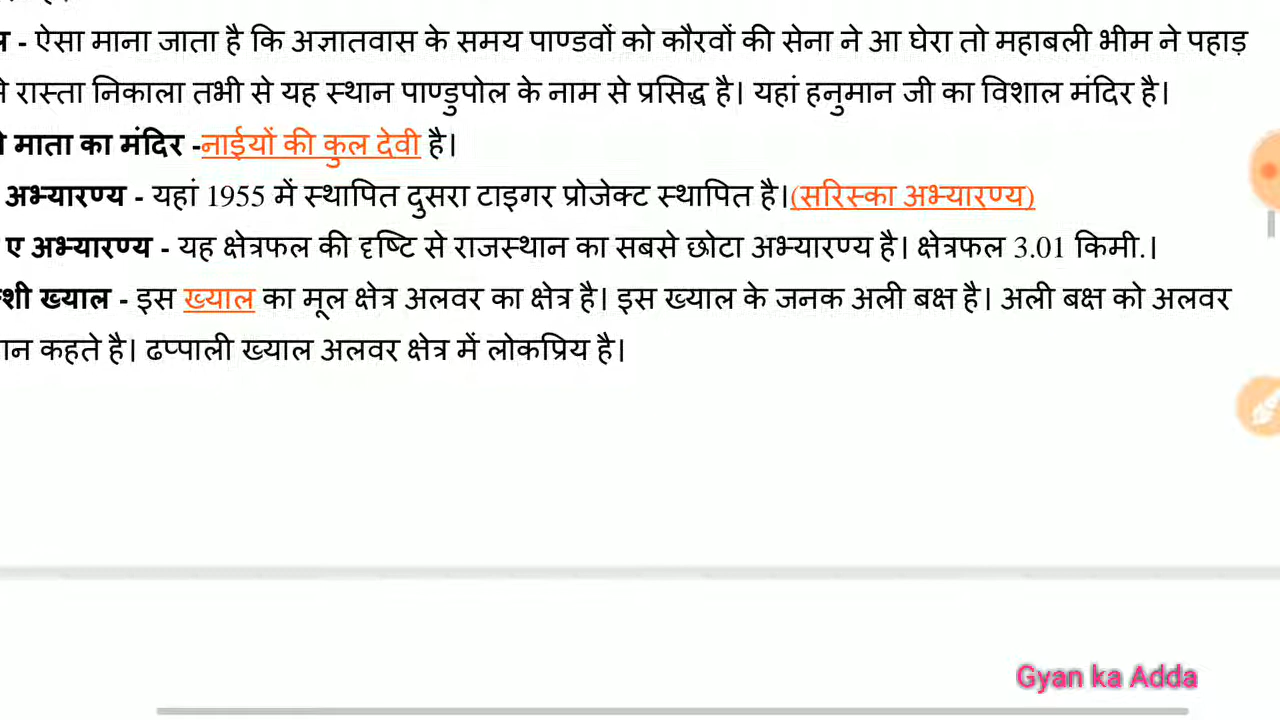 - ऐसा माना जाता है कि अज्ञातवास के समय पाण्डवों को कौरवों की सेना ने आ घेरा तो महाबली भीम ने पहाड़
रास्ता निकाला तभी से यह स्थान पाण्डुपोल के नाम से प्रसिद्ध है। यहां हनुमान जी का विशाल मंदिर है।
माता का मंदिर -नाईयों की कुल देवी है।
अभ्यारण्य - यहां 1955 में स्थापित दुसरा टाइगर प्रोजेक्ट स्थापित है।(सरिस्का अभ्यारण्य)
ए अभ्यारण्य - यह क्षेत्रफल की दृष्टि से राजस्थान का सबसे छोटा अभ्यारण्य है। क्षेत्रफल 3.01 किमी.।
ख्याल - इस ख्याल का मूल क्षेत्र अलवर का क्षेत्र है। इस ख्याल के जनक अली बक्ष है। अली बक्ष को अलवर
कहते है। ढप्पाली ख्याल अलवर क्षेत्र में लोकप्रिय है।
Gyan ka Adda